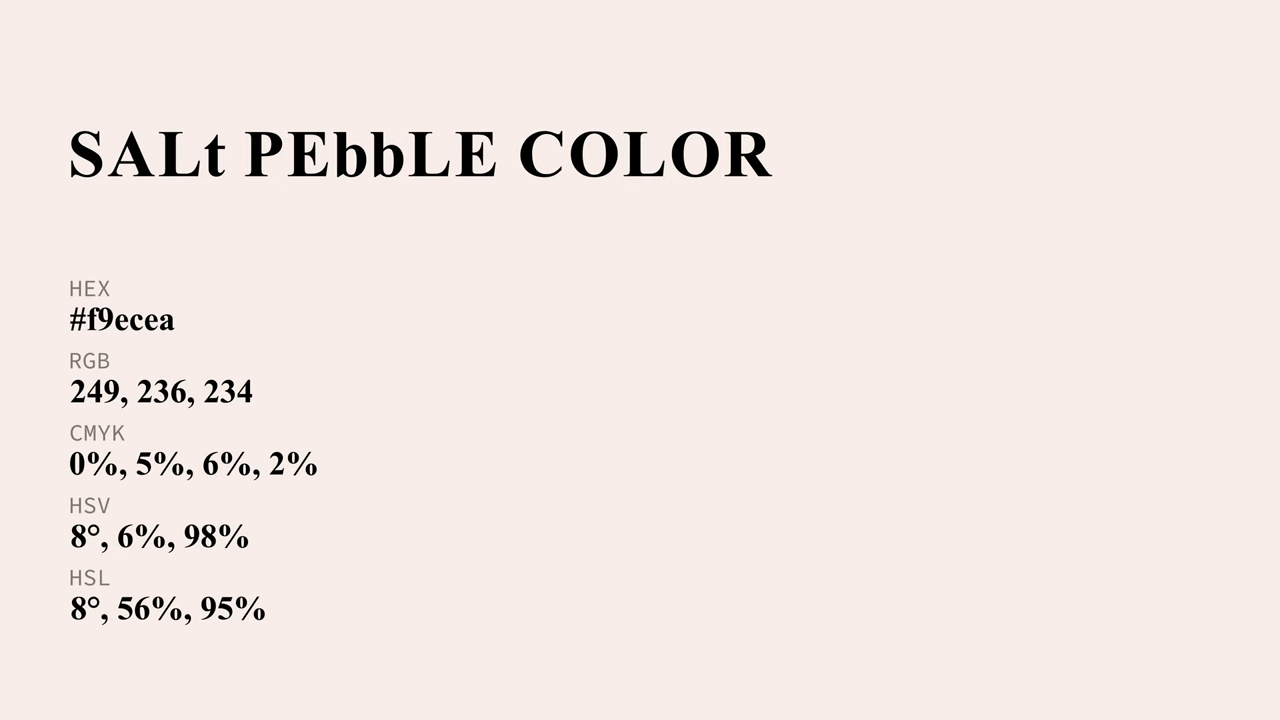 SALt PEbbLE COLOR
HEX
#f9ecea
RGB
249, 236, 234
CMYK
0%, 5%, 6%, 2%
HSV
8°, 6%, 98%
HSL
8°, 56%, 95%